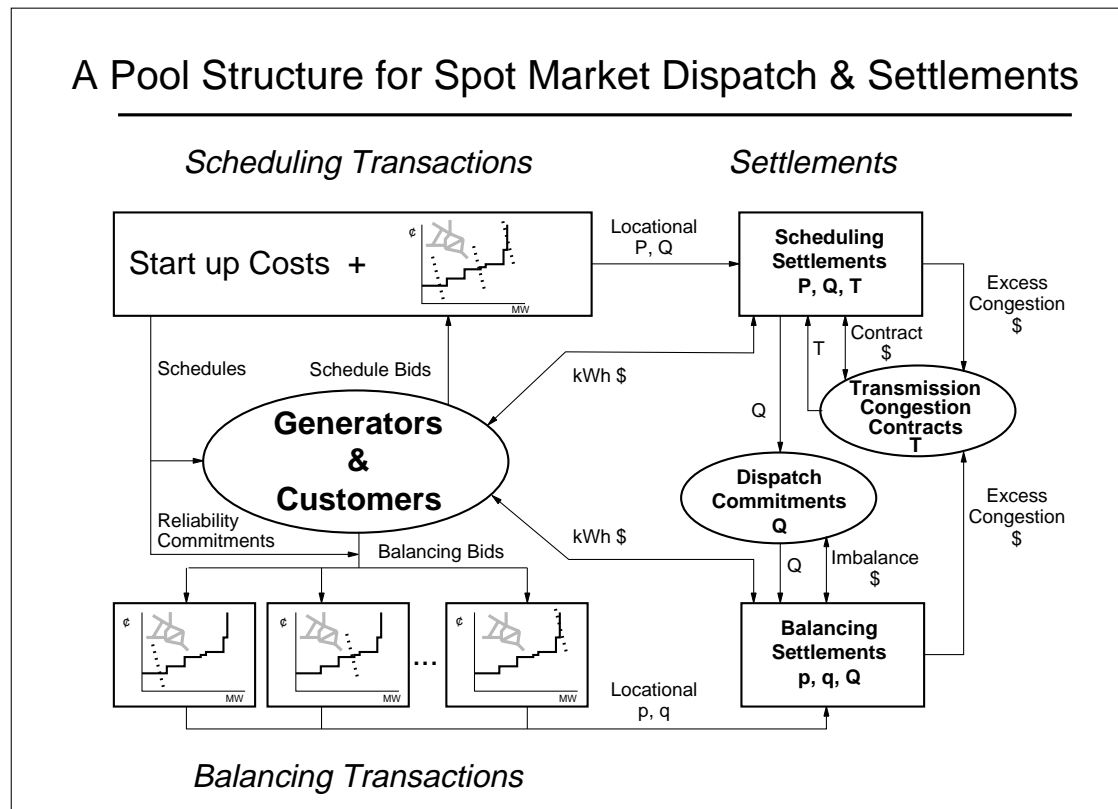 A Pool Structure for Spot Market Dispatch & Settlements
Scheduling Transactions
Settlements
Start up Costs +
¢
MW
Locational
P, Q
Scheduling
Settlements
P, Q, T
Excess
Congestion
$
Schedules
Schedule Bids
kWh $
T
Contract
$
Transmission
Congestion
Contracts
T
Generators
&
Customers
Q
Dispatch
Commitments
Q
Excess
Congestion
$
Reliability
Commitments
Balancing Bids
kWh $
Q
Imbalance
$
¢
MW
¢
MW
...
¢
MW
Balancing
Settlements
p, q, Q
Locational
p, q
Balancing Transactions